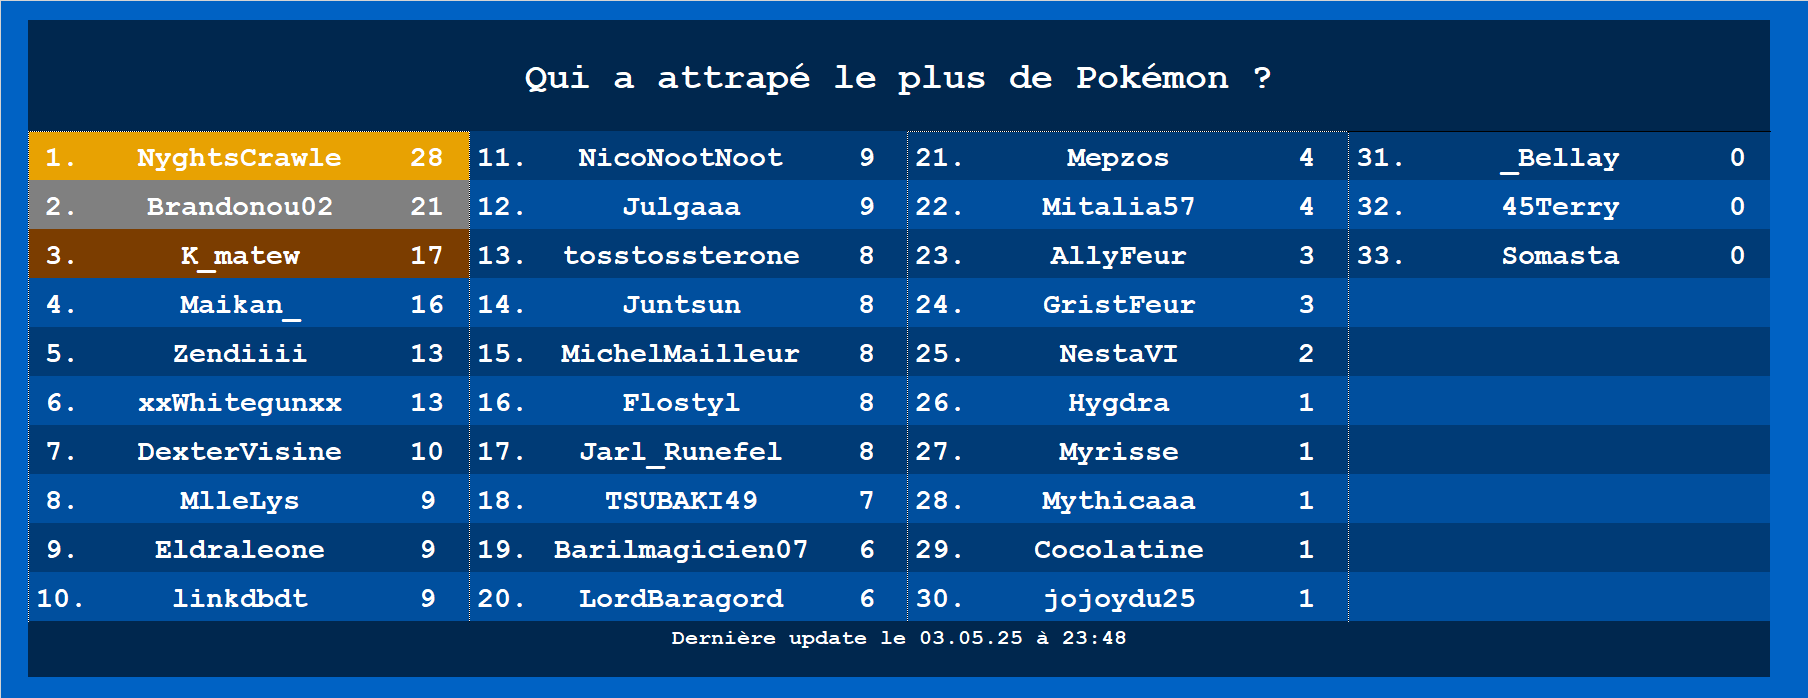 Qui a attrapé le plus de Pokémon ?
1. NyghtsCrawle 28
2. Brandonou02 21
3. K_matew 17
4. Maikan_ 16
5. Zendiiii 13
6. xxWhitegunxx 13
7. DexterVisine 10
8. MlleLys 9
9. Eldraleone 9
10. linkdbdt 9
11. NicoNootNoot 9
12. Julgaaa 9
13. tosstossterone 8
14. Juntsun 8
15. MichelMailleur 8
16. Flostyl 8
17. Jarl_Runefel 8
18. TSUBAKI49 7
19. Barilmagicien07 6
20. LordBaragord 6
21. Mepzos 4
22. Mitalia57 4
23. AllyFeur 3
24. GristFeur 3
25. NestaVI 2
26. Hygdra 1
27. Myrisse 1
28. Mythicaaa 1
29. Cocolatine 1
30. jojoydu25 1
31. _Bellay 0
32. 45Terry 0
33. Somasta 0
Dernière update le 03.05.25 à 23:48